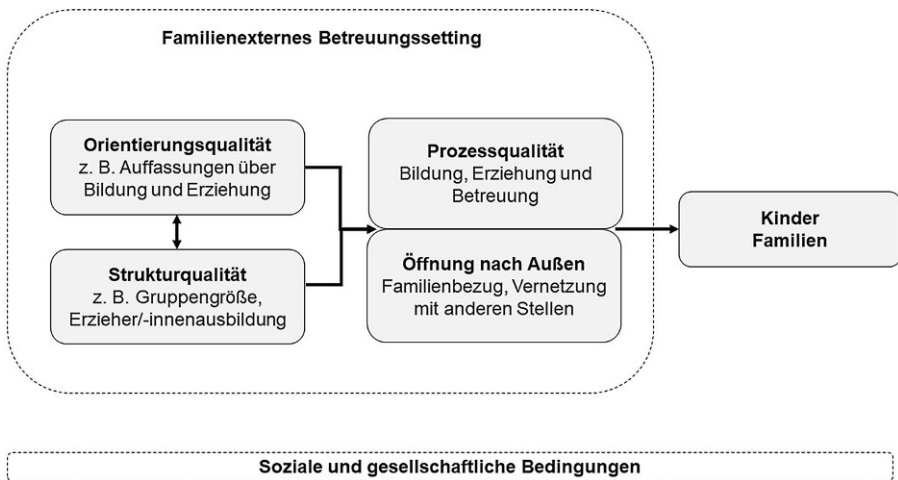 Familienexternes Betreuungssetting
Orientierungsqualität
z. B. Auffassungen über
Bildung und Erziehung
Strukturqualität
z. B. Gruppengröße,
Erzieher/-innenausbildung
Prozessqualität
Bildung, Erziehung und
Betreuung
Öffnung nach Außen
Familienbezug, Vernetzung
mit anderen Stellen
Kinder
Familien
Soziale und gesellschaftliche Bedingungen